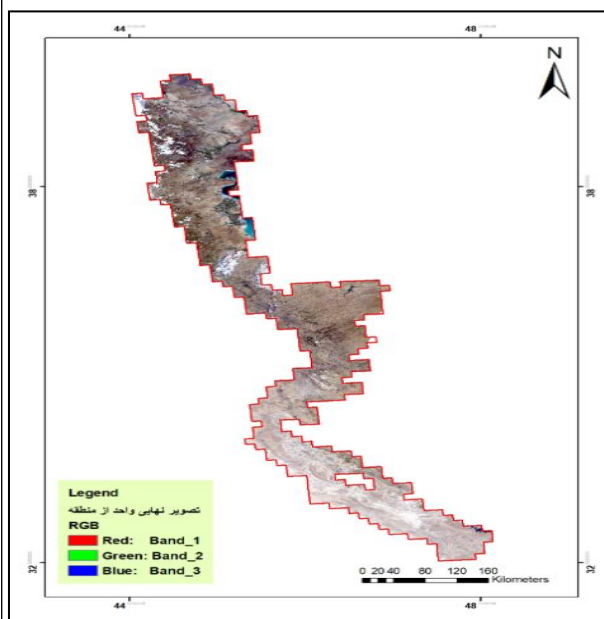 44 48
N
38 38
Legend
تصویر نهایی واحد از منطقه
RGB
Red: Band_1
Green: Band_2
Blue: Band_3
0 20 40 80 120 160
Kilometers
32 32
44 48